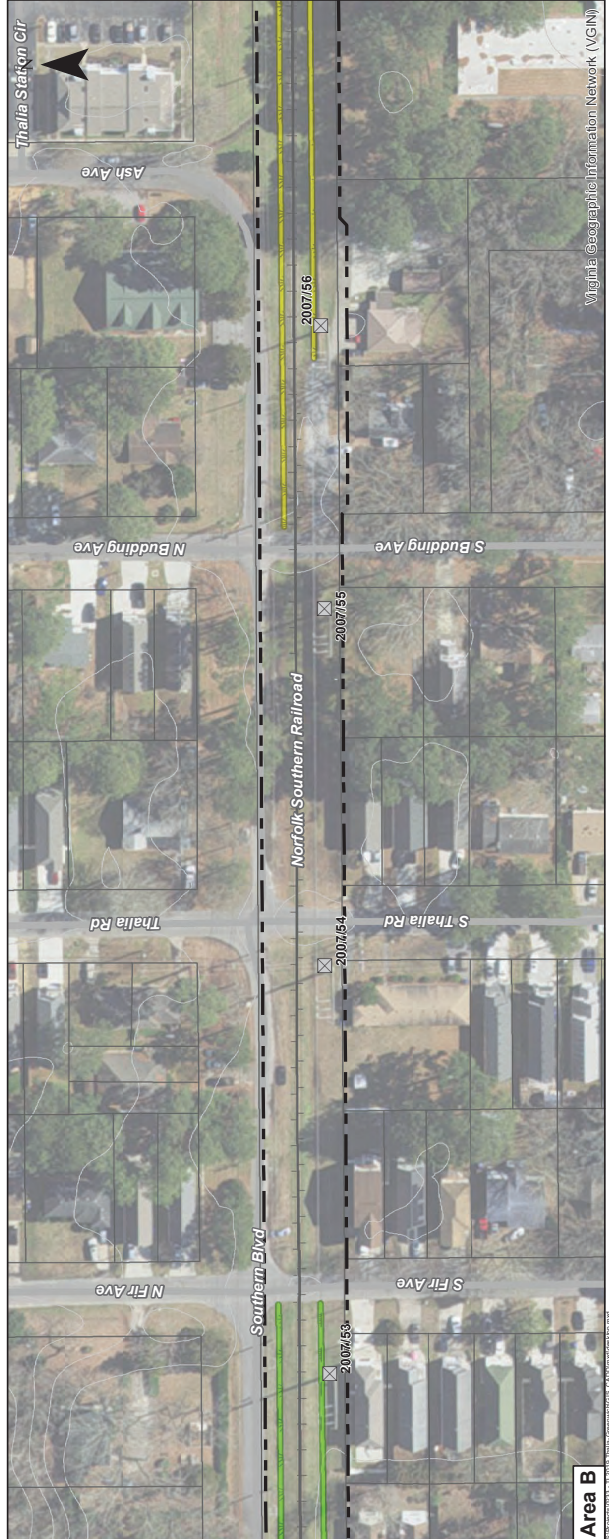 Thalia Station Cir
N
Ash Ave
2007/56
N Budding Ave
S Budding Ave
2007/55
Norfolk Southern Railroad
Thalia Rd
S Thalia Rd
2007/54
Southern Blvd
N Fir Ave
S Fir Ave
2007/53
Area B
Virginia Geographic Information Network (VGIN)